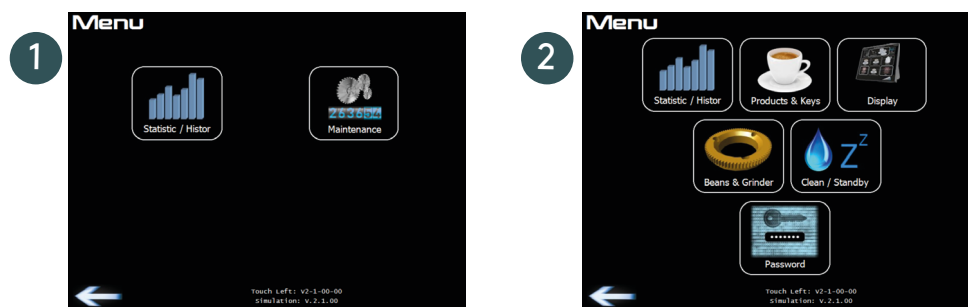 1
Menu
Statistic / Histor
263654
Maintenance
Touch Left: V2-1-00-00
Simulation: v.2.1.00
2
Menu
Statistic / Histor
Products & Keys
Display
Beans & Grinder
Clean / Standby
Z Z
Password
Touch Left: V2-1-00-00
Simulation: v.2.1.00